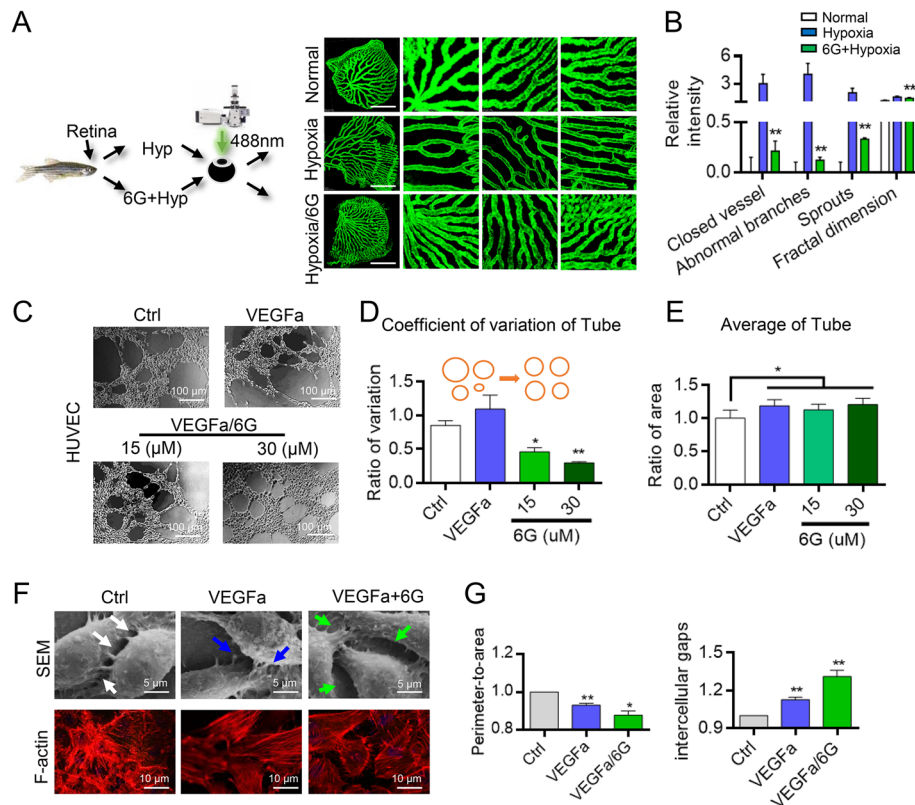 A
Retina
Hyp
6G+Hyp
488nm
Normal
Hypoxia
Hypoxia/6G
B
Normal
Hypoxia
6G+Hypoxia
Relative
intensity
6
3
0.5
0.0
**
**
**
**
Closed vessel
Abnormal branches
Sprouts
Fractal dimension
C
Ctrl
VEGFa
100 µm
100 µm
HUVEC
VEGFa/6G
15 (µM)
30 (µM)
100 µm
100 µm
D
Coefficient of variation of Tube
Ratio of variation
1.5
1.0
0.5
0.0
*
**
Ctrl
VEGFa
15
30
6G (uM)
E
Average of Tube
Ratio of area
1.5
1.0
0.5
0.0
*
Ctrl
VEGFa
15
30
6G (uM)
F
Ctrl
VEGFa
VEGFa+6G
SEM
5 µm
5 µm
5 µm
F-actin
10 µm
10 µm
10 µm
G
Perimeter-to-area
1.2
1.0
0.8
**
*
Ctrl
VEGFa
VEGFa/6G
intercellular gaps
1.5
1.2
0.9
**
**
Ctrl
VEGFa
VEGFa/6G